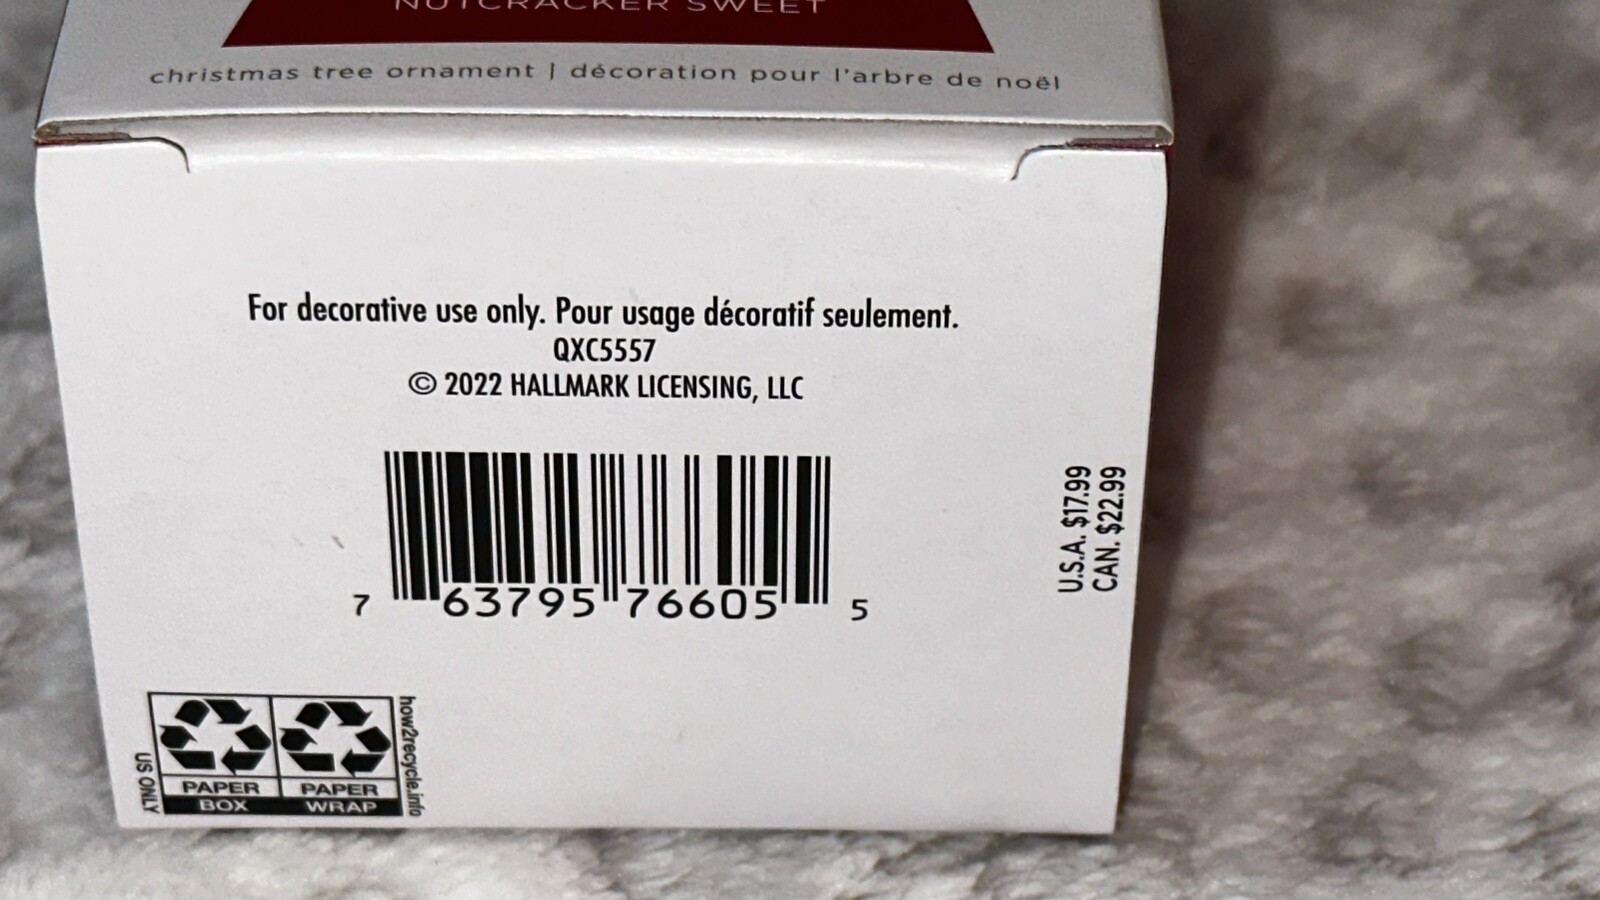 NUTCRACKER SWEET
christmas tree ornament | décoration pour l'arbre de noël
For decorative use only. Pour usage décoratif seulement.
QXC5557
© 2022 HALLMARK LICENSING, LLC
7 63795 76605 5
U.S.A. $17.99
CAN. $22.99
US ONLY
PAPER
BOX
PAPER
WRAP
how2recycle.info